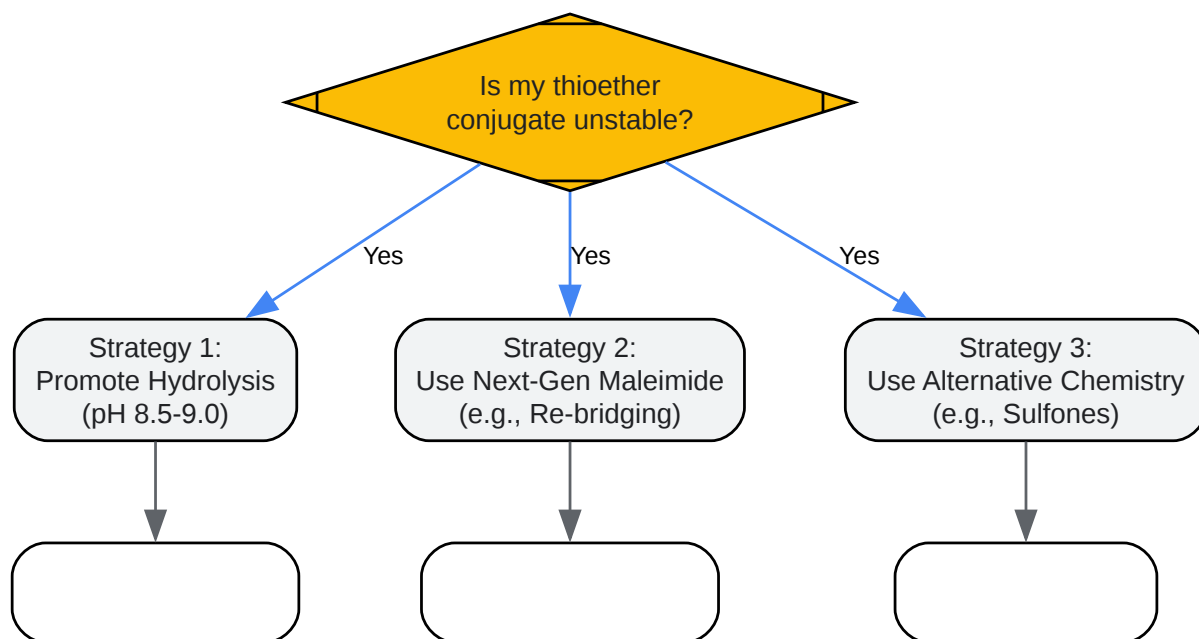 Is my thioether
conjugate unstable?
Yes
Yes
Yes
Strategy 1:
Promote Hydrolysis
(pH 8.5-9.0)
Strategy 2:
Use Next-Gen Maleimide
(e.g., Re-bridging)
Strategy 3:
Use Alternative Chemistry
(e.g., Sulfones)